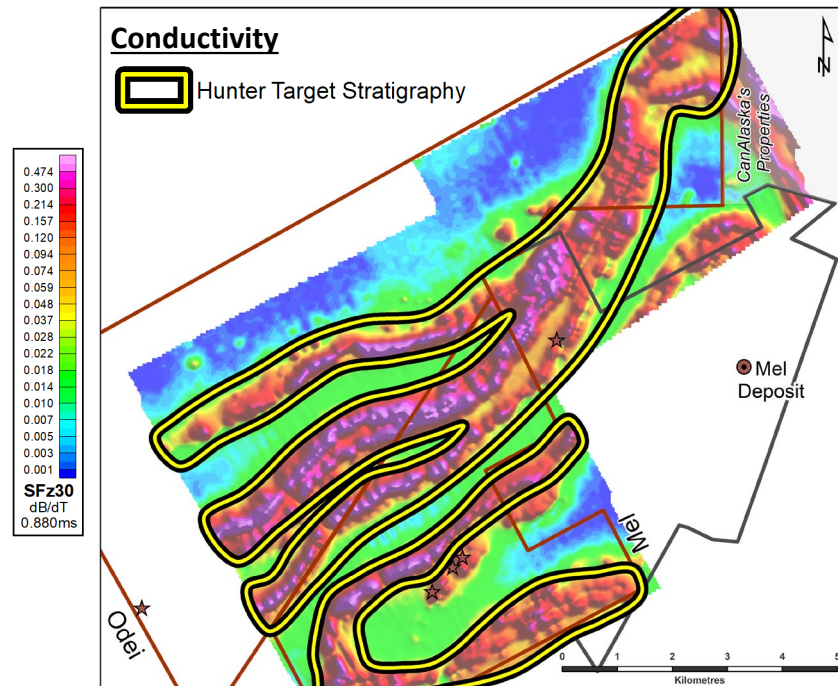 Conductivity
Hunter Target Stratigraphy
N
CanAlaska's
Properties
0.474
0.300
0.214
0.157
0.120
0.094
0.074
0.059
0.048
0.037
0.028
0.022
0.018
0.014
0.010
0.007
0.005
0.003
0.001
SFz30
dB/dT
0.880ms
Mel
Deposit
Mel
Odei
0 1 2 3 4 5
Kilometres